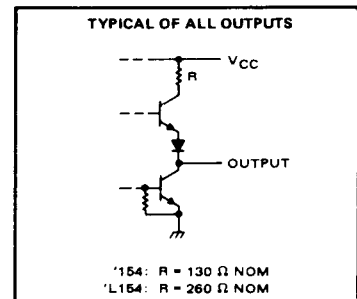 TYPICAL OF ALL OUTPUTS
VCC
R
OUTPUT
'154: R = 130 Ω NOM
'L154: R = 260 Ω NOM